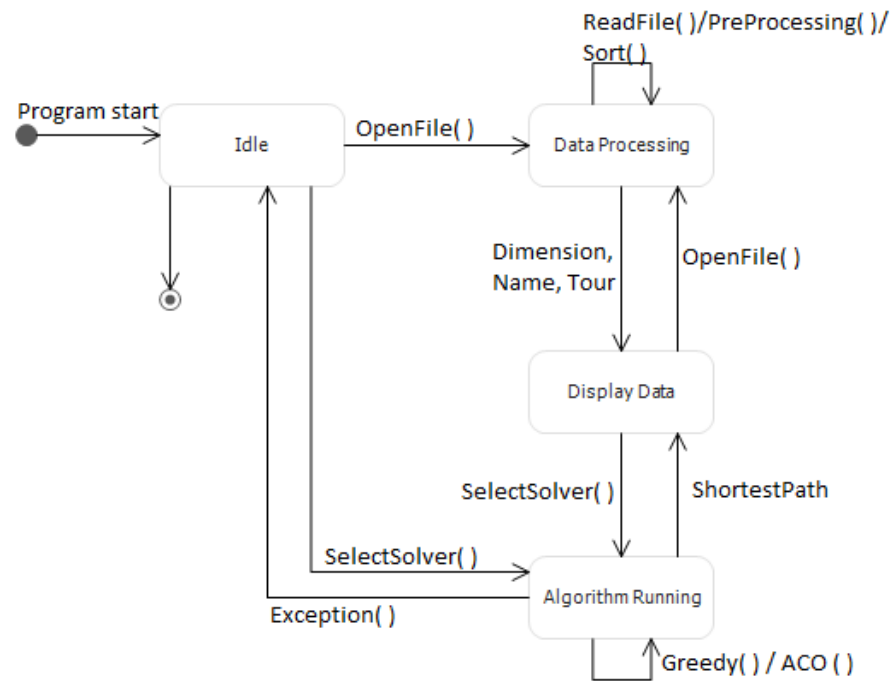 ReadFile( )/PreProcessing( )/
Sort( )
Program start
Idle
OpenFile( )
Data Processing
Dimension,
Name, Tour
OpenFile( )
Display Data
SelectSolver( )
ShortestPath
SelectSolver( )
Exception( )
Algorithm Running
Greedy( ) / ACO ( )